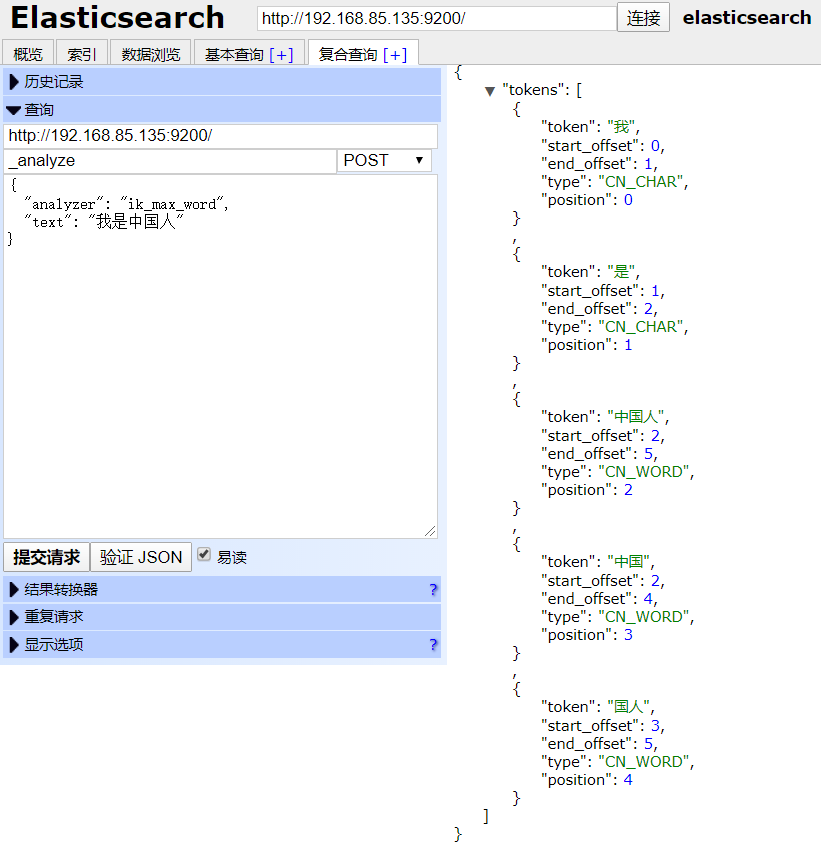 Elasticsearch
http://192.168.85.135:9200/
连接
elasticsearch
概览
索引
数据浏览
基本查询 [+]
复合查询 [+]
历史记录
查询
http://192.168.85.135:9200/
_analyze
POST
{
"analyzer": "ik_max_word",
"text": "我是中国人"
}
提交请求
验证 JSON
易读
结果转换器 ?
重复请求
显示选项 ?
{
"tokens": [
{
"token": "我",
"start_offset": 0,
"end_offset": 1,
"type": "CN_CHAR",
"position": 0
}
,
{
"token": "是",
"start_offset": 1,
"end_offset": 2,
"type": "CN_CHAR",
"position": 1
}
,
{
"token": "中国人",
"start_offset": 2,
"end_offset": 5,
"type": "CN_WORD",
"position": 2
}
,
{
"token": "中国",
"start_offset": 2,
"end_offset": 4,
"type": "CN_WORD",
"position": 3
}
,
{
"token": "国人",
"start_offset": 3,
"end_offset": 5,
"type": "CN_WORD",
"position": 4
}
]
}